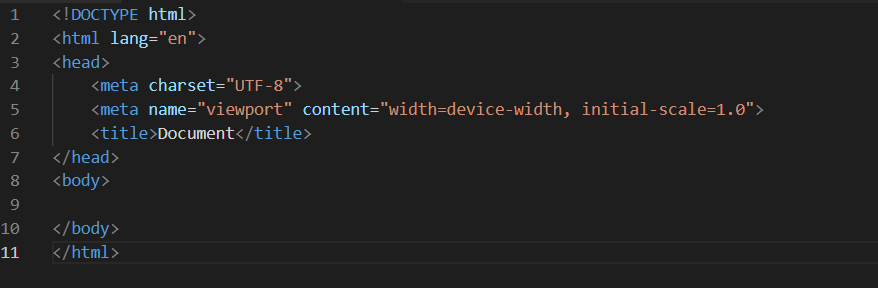 1 <!DOCTYPE html>
2 <html lang="en">
3 <head>
4     <meta charset="UTF-8">
5     <meta name="viewport" content="width=device-width, initial-scale=1.0">
6     <title>Document</title>
7 </head>
8 <body>
9
10 </body>
11 </html>